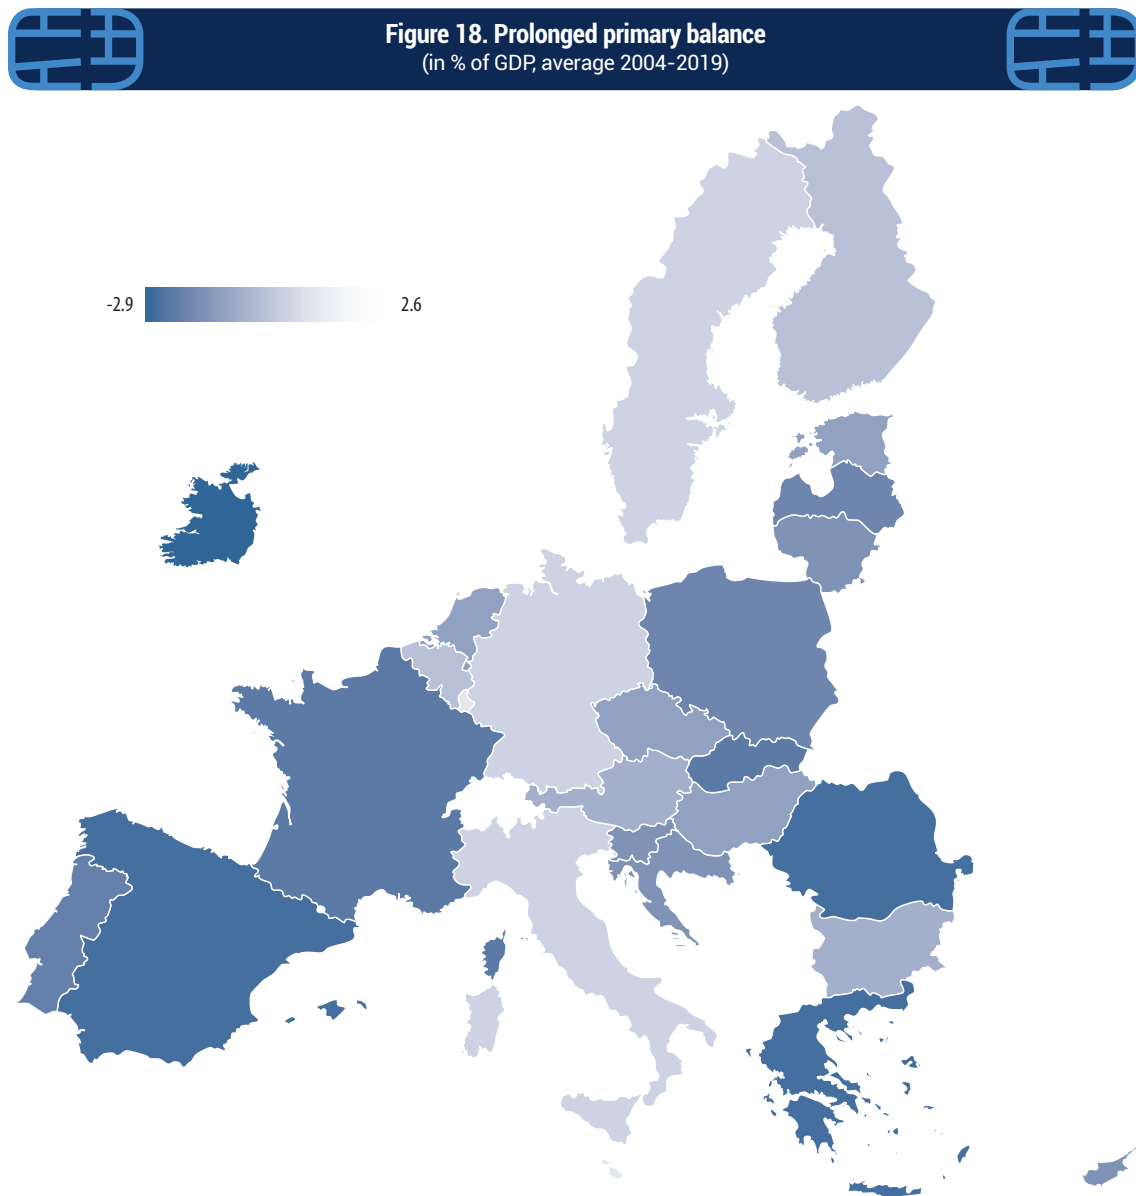 Figure 18. Prolonged primary balance
(in % of GDP, average 2004-2019)
-2.9
2.6